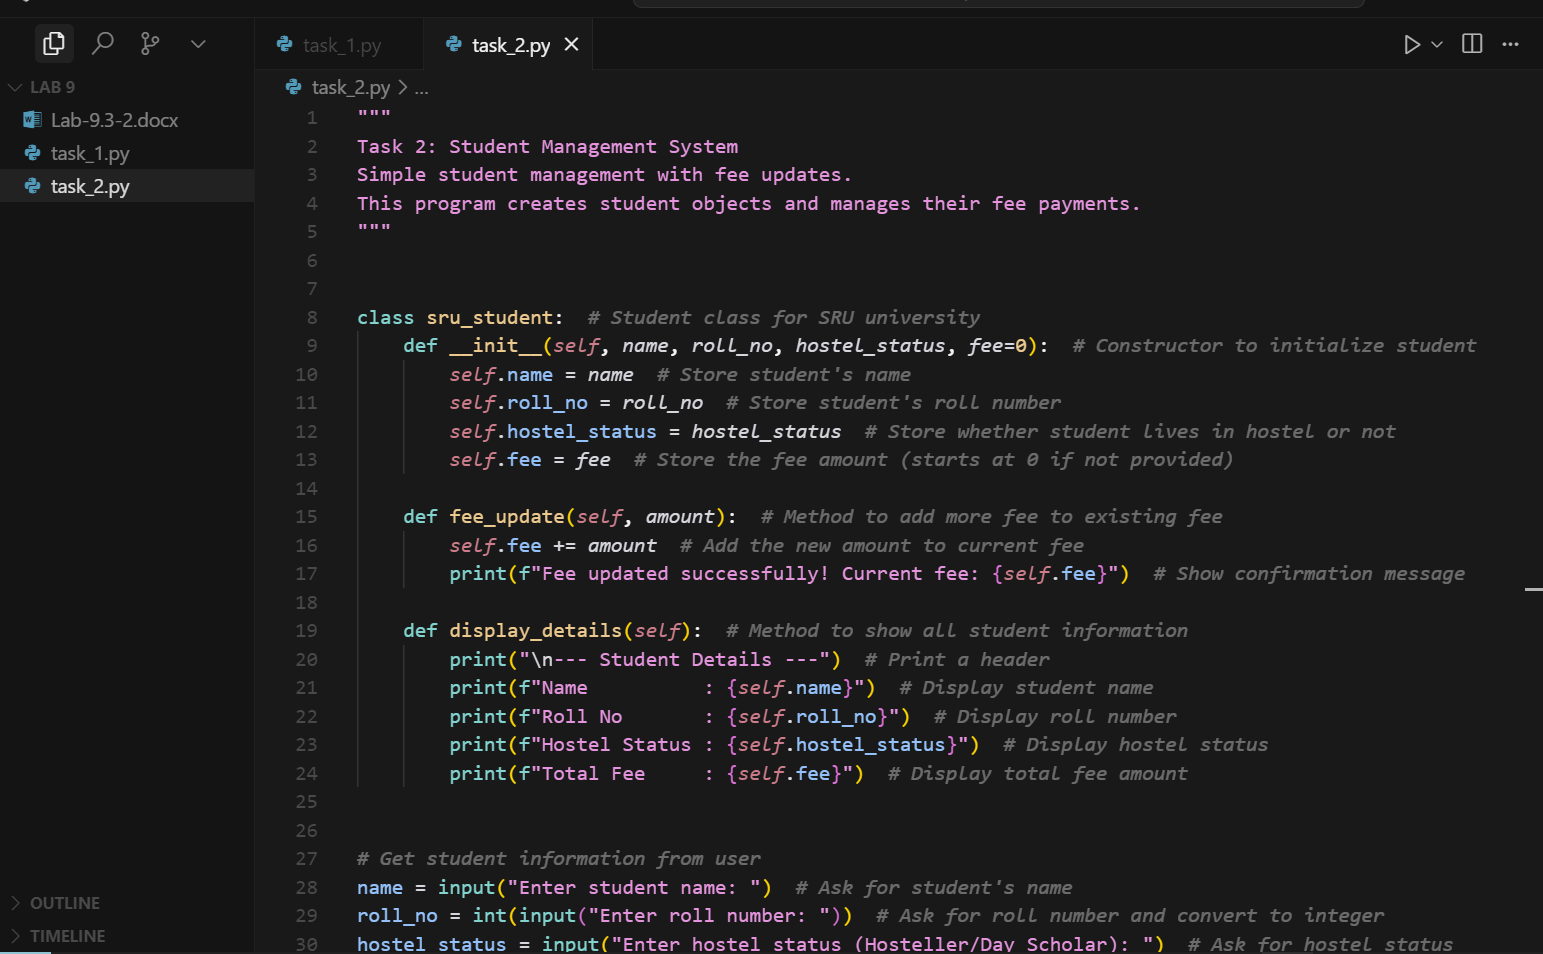 task_1.py
task_2.py
LAB 9
Lab-9.3-2.docx
task_1.py
task_2.py
OUTLINE
TIMELINE
task_2.py > ...
1 """
2 Task 2: Student Management System
3 Simple student management with fee updates.
4 This program creates student objects and manages their fee payments.
5 """
6
7
8 class sru_student:  # Student class for SRU university
9     def __init__(self, name, roll_no, hostel_status, fee=0):  # Constructor to initialize student
10         self.name = name  # Store student's name
11         self.roll_no = roll_no  # Store student's roll number
12         self.hostel_status = hostel_status  # Store whether student lives in hostel or not
13         self.fee = fee  # Store the fee amount (starts at 0 if not provided)
14
15     def fee_update(self, amount):  # Method to add more fee to existing fee
16         self.fee += amount  # Add the new amount to current fee
17         print(f"Fee updated successfully! Current fee: {self.fee}")  # Show confirmation message
18
19     def display_details(self):  # Method to show all student information
20         print("\n--- Student Details ---")  # Print a header
21         print(f"Name          : {self.name}")  # Display student name
22         print(f"Roll No       : {self.roll_no}")  # Display roll number
23         print(f"Hostel Status : {self.hostel_status}")  # Display hostel status
24         print(f"Total Fee     : {self.fee}")  # Display total fee amount
25
26
27 # Get student information from user
28 name = input("Enter student name: ")  # Ask for student's name
29 roll_no = int(input("Enter roll number: "))  # Ask for roll number and convert to integer
30 hostel_status = input("Enter hostel status (Hosteller/Day Scholar): ")  # Ask for hostel status